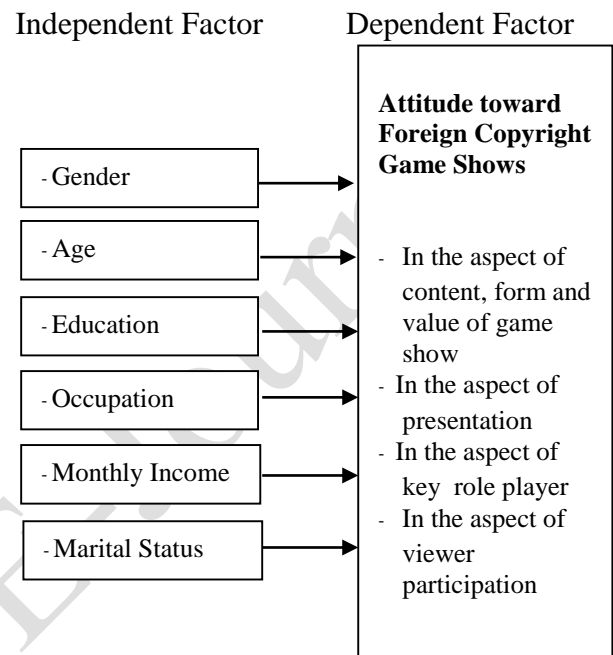 Independent Factor
Dependent Factor
- Gender
- Age
- Education
- Occupation
- Monthly Income
- Marital Status
Attitude toward
Foreign Copyright
Game Shows
- In the aspect of
content, form and
value of game
show
- In the aspect of
presentation
- In the aspect of
key role player
- In the aspect of
viewer
participation
E-Journ